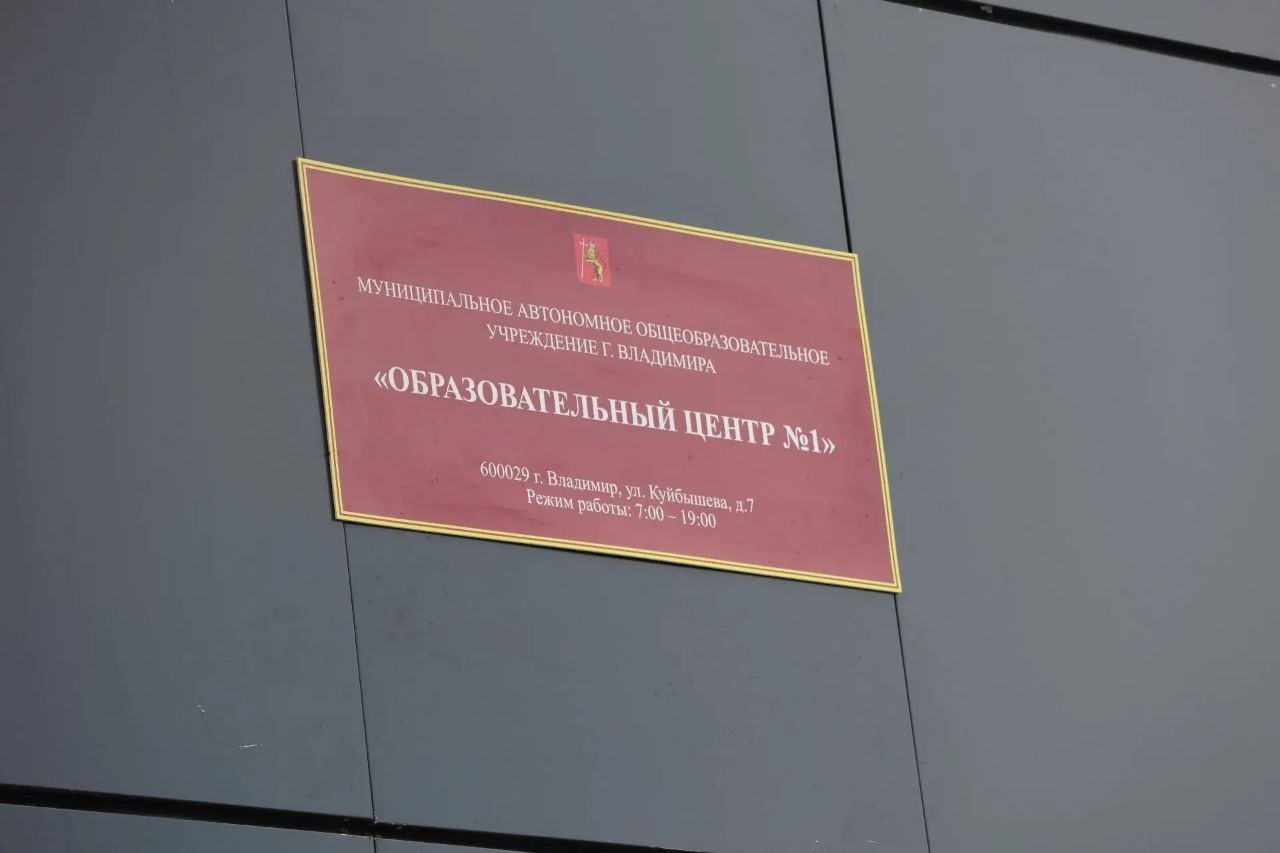 МУНИЦИПАЛЬНОЕ АВТОНОМНОЕ ОБЩЕОБРАЗОВАТЕЛЬНОЕ
УЧРЕЖДЕНИЕ Г. ВЛАДИМИРА
«ОБРАЗОВАТЕЛЬНЫЙ ЦЕНТР №1»
600029 г. Владимир, ул. Куйбышева, д.7
Режим работы: 7:00 – 19:00